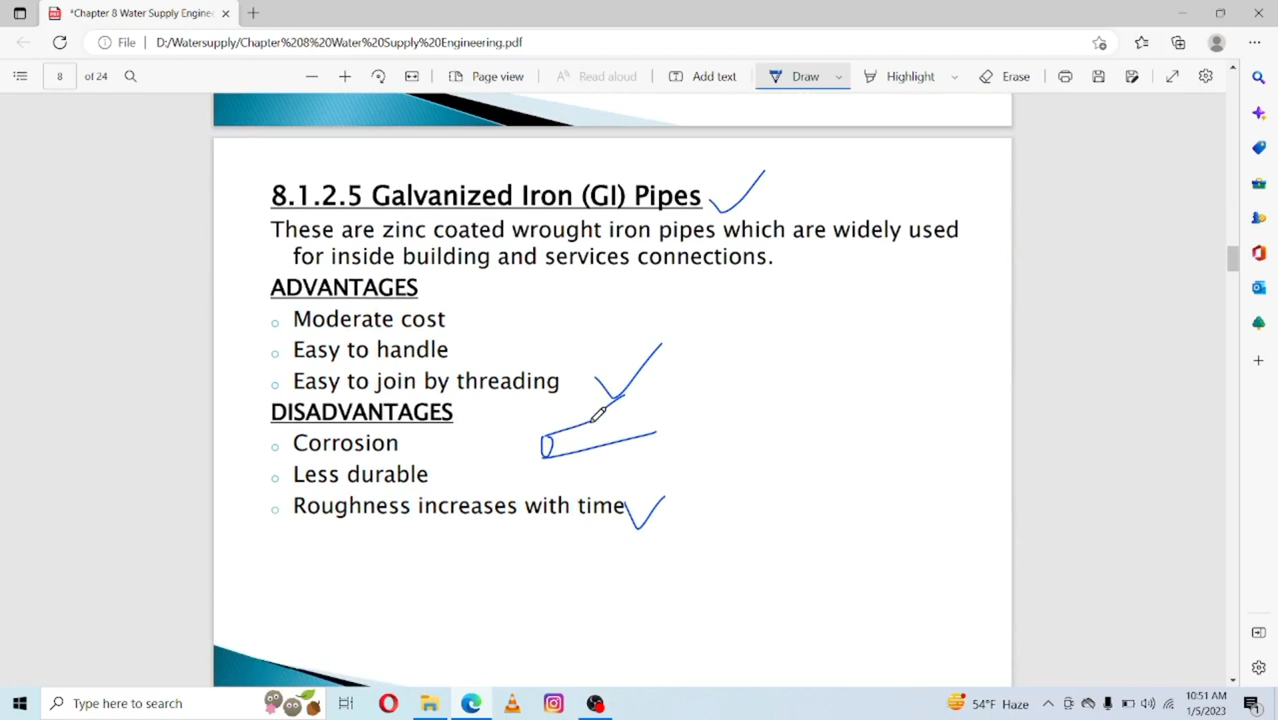 *Chapter 8 Water Supply Engine
File D:/Watersupply/Chapter%208%20Water%20Supply%20Engineering.pdf
8 of 24 Page view Read aloud Add text Draw Highlight Erase
8.1.2.5 Galvanized Iron (GI) Pipes
These are zinc coated wrought iron pipes which are widely used
for inside building and services connections.
ADVANTAGES
Moderate cost
Easy to handle
Easy to join by threading
DISADVANTAGES
Corrosion
Less durable
Roughness increases with time
Type here to search
54°F Haze
10:51 AM
1/5/2023